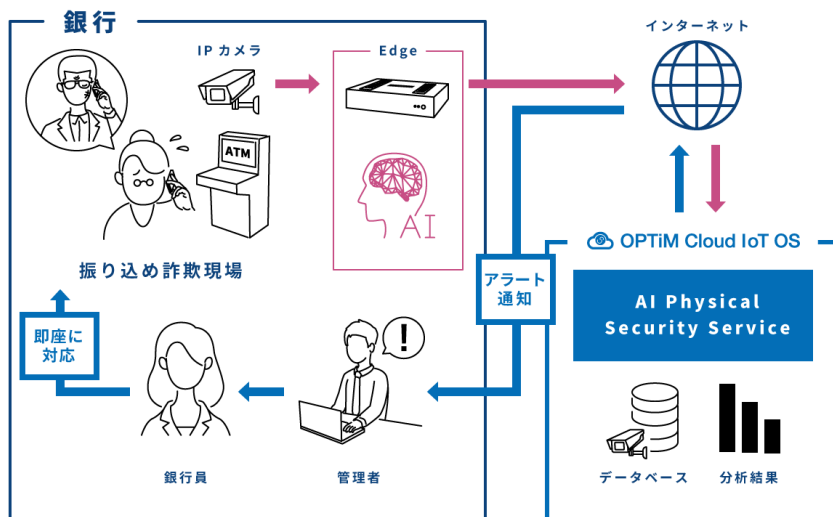 銀行
IPカメラ
Edge
インターネット
ATM
AI
振り込め詐欺現場
OPTiM Cloud IoT OS
アラート
通知
AI Physical
Security Service
即座に
対応
!
銀行員
管理者
データベース
分析結果